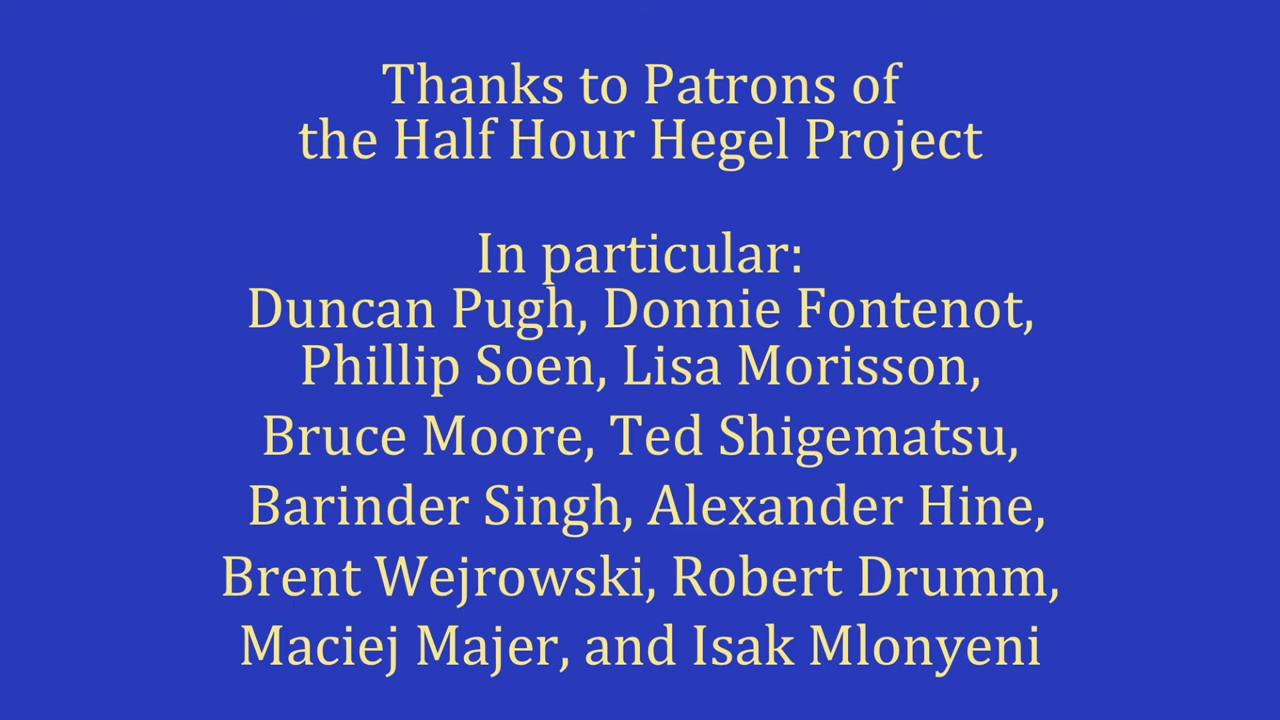 Thanks to Patrons of
the Half Hour Hegel Project
In particular:
Duncan Pugh, Donnie Fontenot,
Phillip Soen, Lisa Morisson,
Bruce Moore, Ted Shigematsu,
Barinder Singh, Alexander Hine,
Brent Wejrowski, Robert Drumm,
Maciej Majer, and Isak Mlonyeni